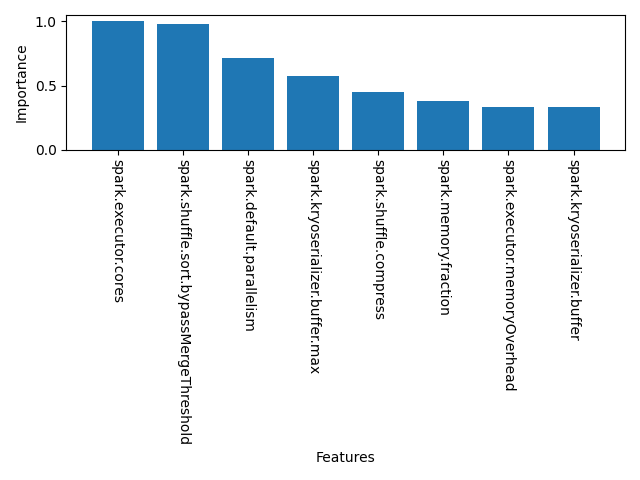 Importance
1.0
0.5
0.0
spark.executor.cores
spark.shuffle.sort.bypassMergeThreshold
spark.default.parallelism
spark.kryoserializer.buffer.max
spark.shuffle.compress
spark.memory.fraction
spark.executor.memoryOverhead
spark.kryoserializer.buffer
Features